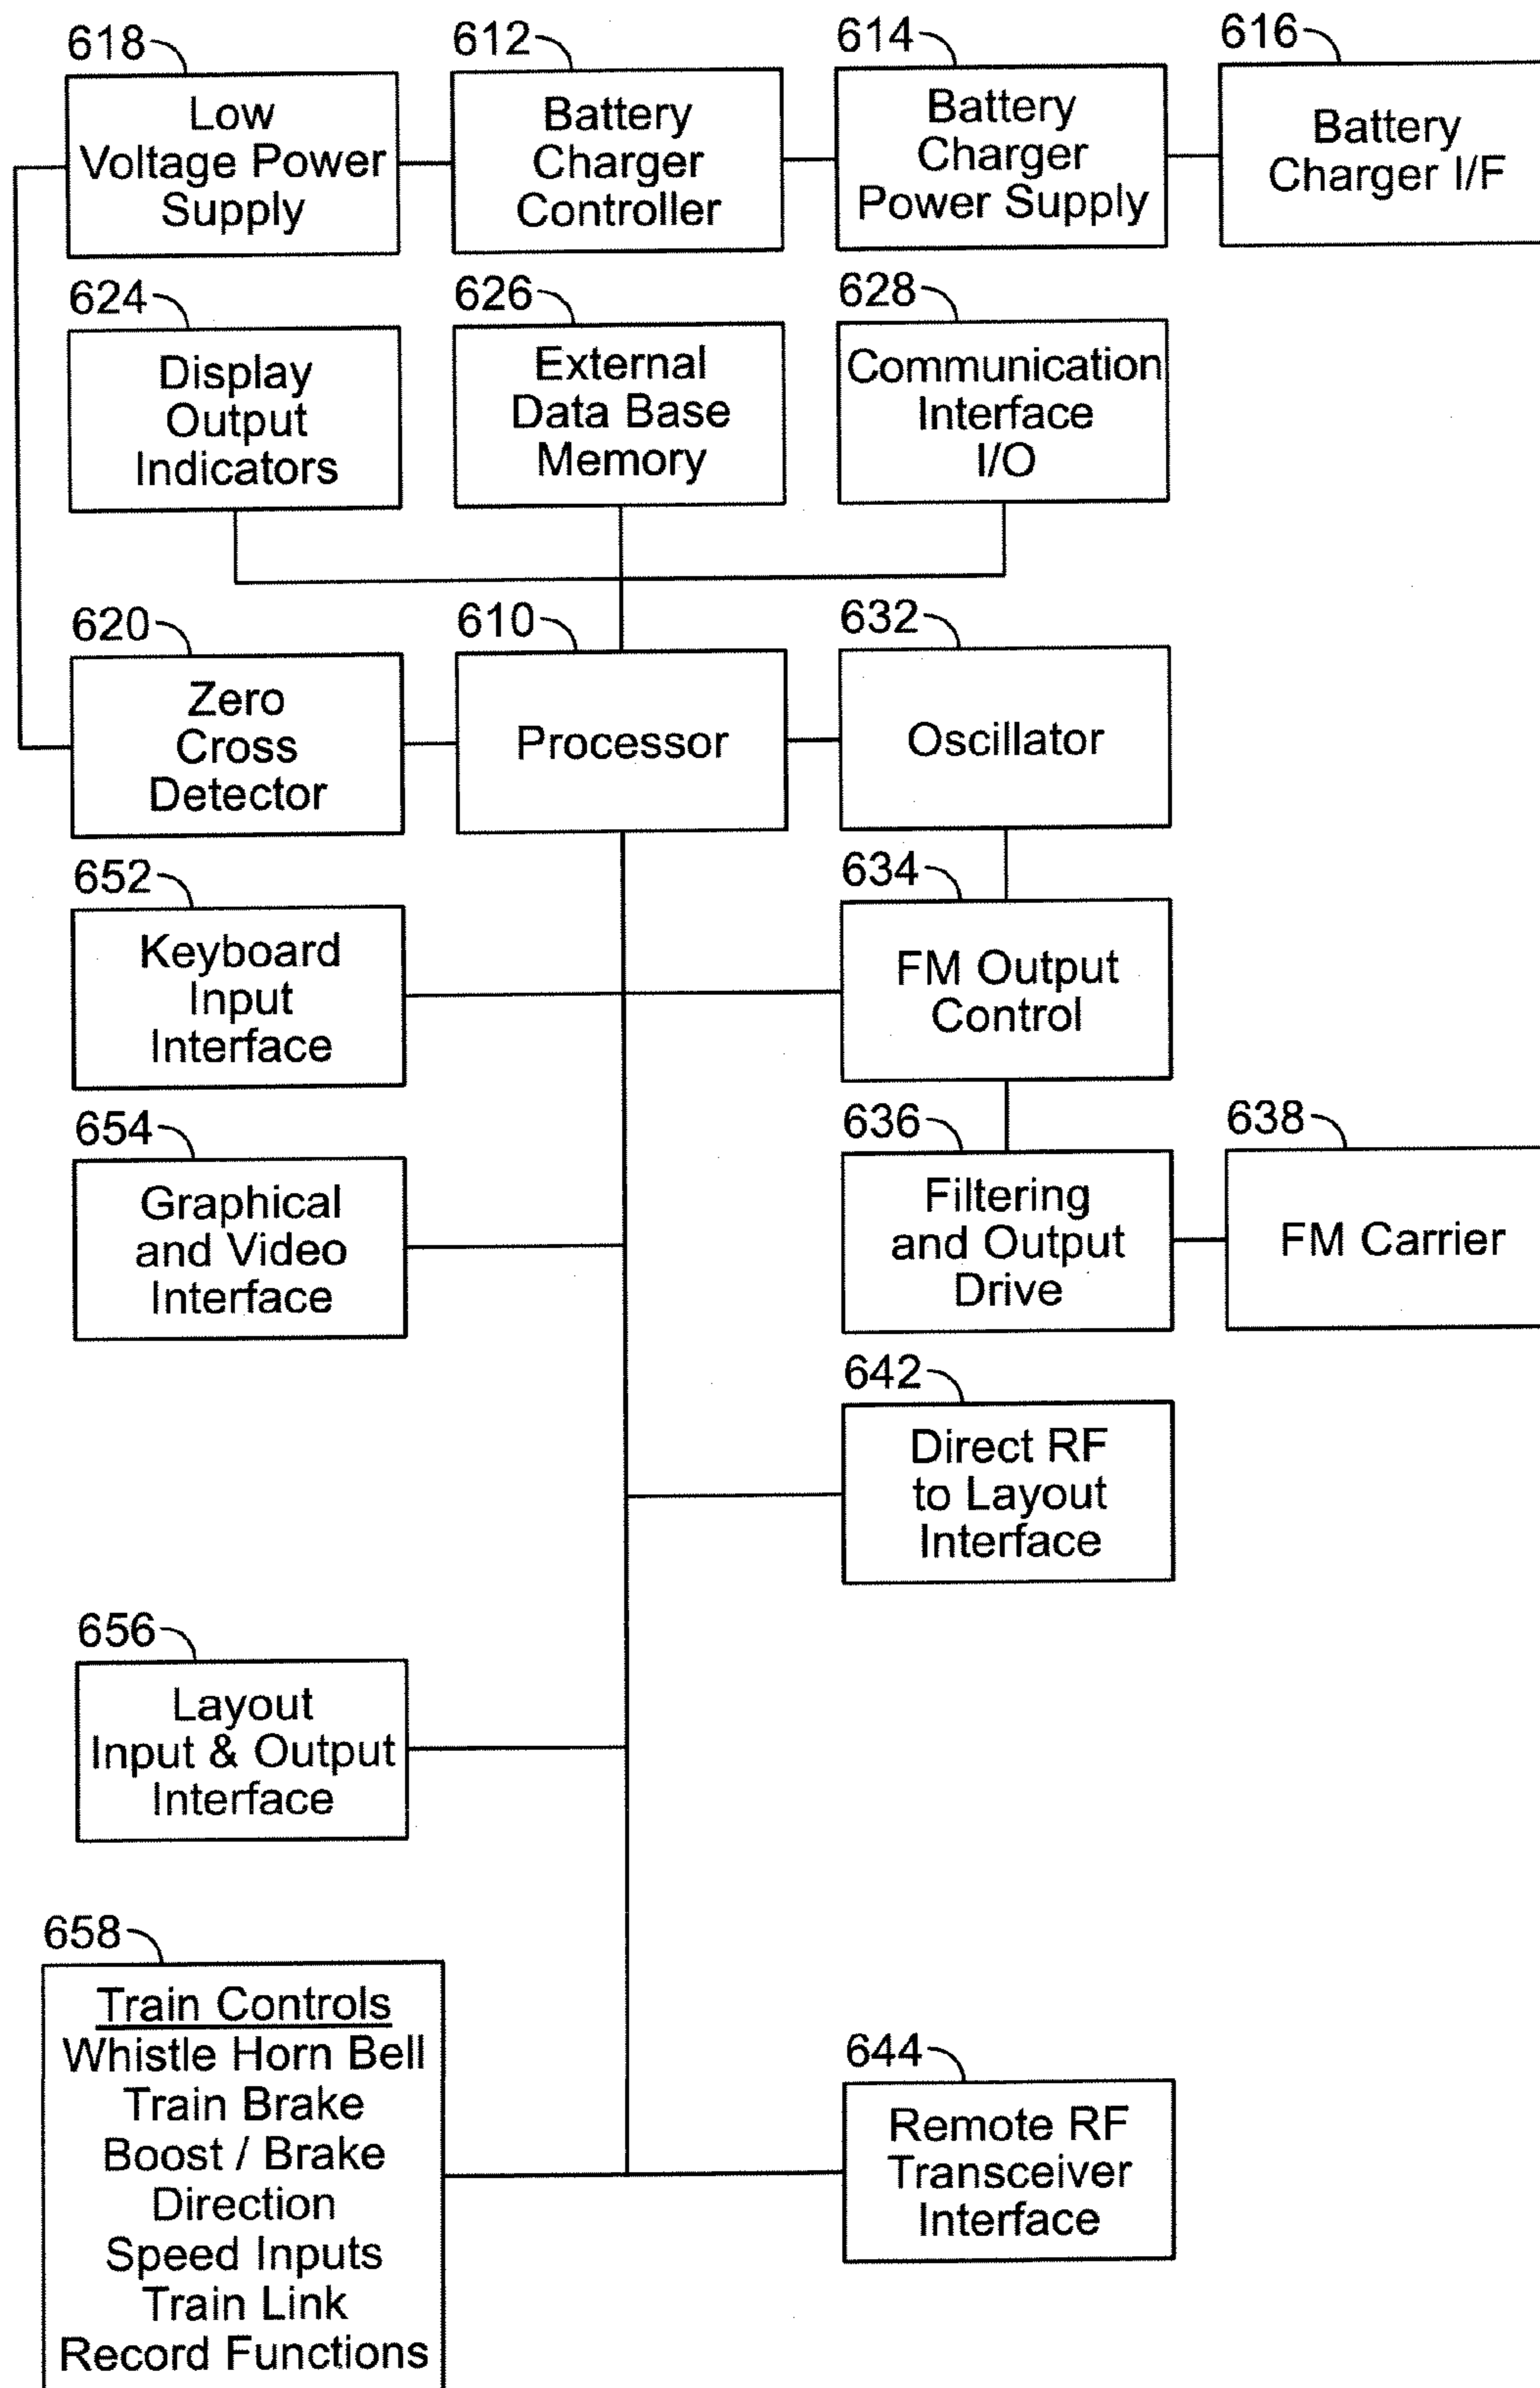 618
Low
Voltage Power
Supply
612
Battery
Charger
Controller
614
Battery
Charger
Power Supply
616
Battery
Charger I/F
624
Display
Output
Indicators
626
External
Data Base
Memory
628
Communication
Interface
I/O
620
Zero
Cross
Detector
610
Processor
632
Oscillator
652
Keyboard
Input
Interface
634
FM Output
Control
654
Graphical
and Video
Interface
636
Filtering
and Output
Drive
638
FM Carrier
642
Direct RF
to Layout
Interface
656
Layout
Input & Output
Interface
658
Train Controls
Whistle Horn Bell
Train Brake
Boost / Brake
Direction
Speed Inputs
Train Link
Record Functions
644
Remote RF
Transceiver
Interface